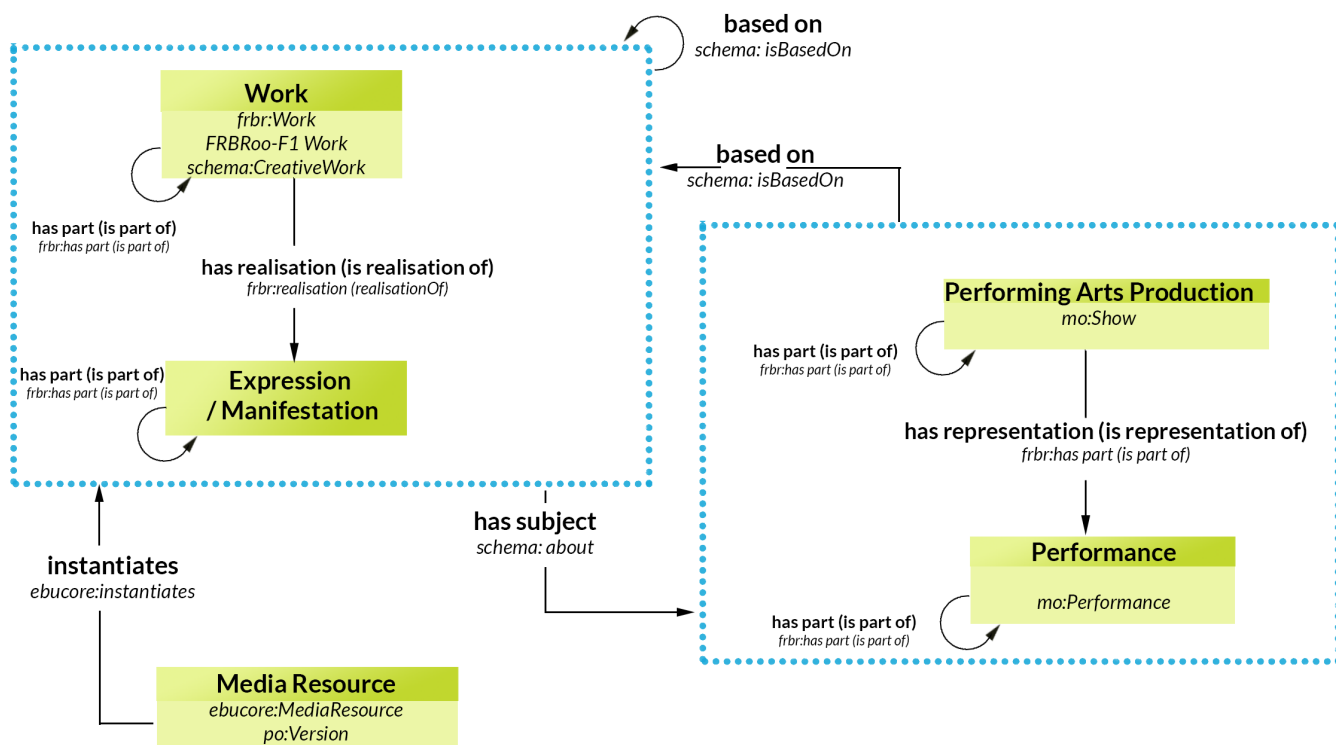 based on
schema: isBasedOn
Work
frbr:Work
FRBRoo-F1 Work
schema:CreativeWork
has part (is part of)
frbr:has part (is part of)
has realisation (is realisation of)
frbr:realisation (realisationOf)
has part (is part of)
frbr:has part (is part of)
Expression
/ Manifestation
based on
schema: isBasedOn
Performing Arts Production
mo:Show
has part (is part of)
frbr:has part (is part of)
has representation (is representation of)
frbr:has part (is part of)
Performance
mo:Performance
has part (is part of)
frbr:has part (is part of)
has subject
schema: about
instantiates
ebucore:instantiates
Media Resource
ebucore:MediaResource
po:Version